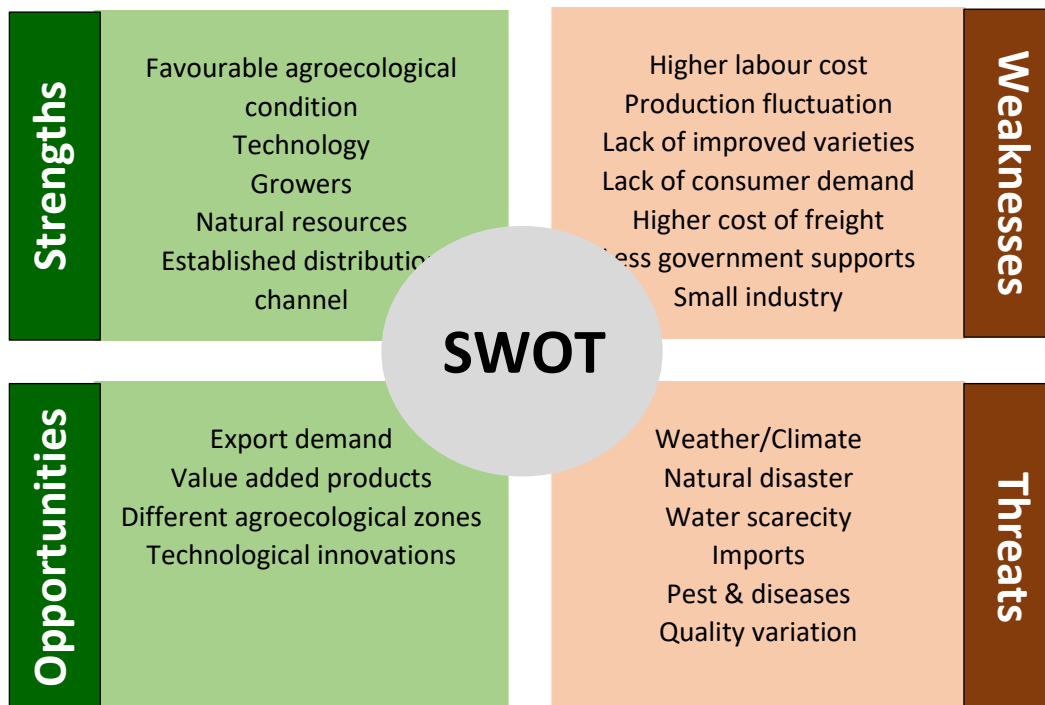 Strengths
Favourable agroecological
condition
Technology
Growers
Natural resources
Established distribution
channel
Weaknesses
Higher labour cost
Production fluctuation
Lack of improved varieties
Lack of consumer demand
Higher cost of freight
Less government supports
Small industry
SWOT
Opportunities
Export demand
Value added products
Different agroecological zones
Technological innovations
Threats
Weather/Climate
Natural disaster
Water scarecity
Imports
Pest & diseases
Quality variation